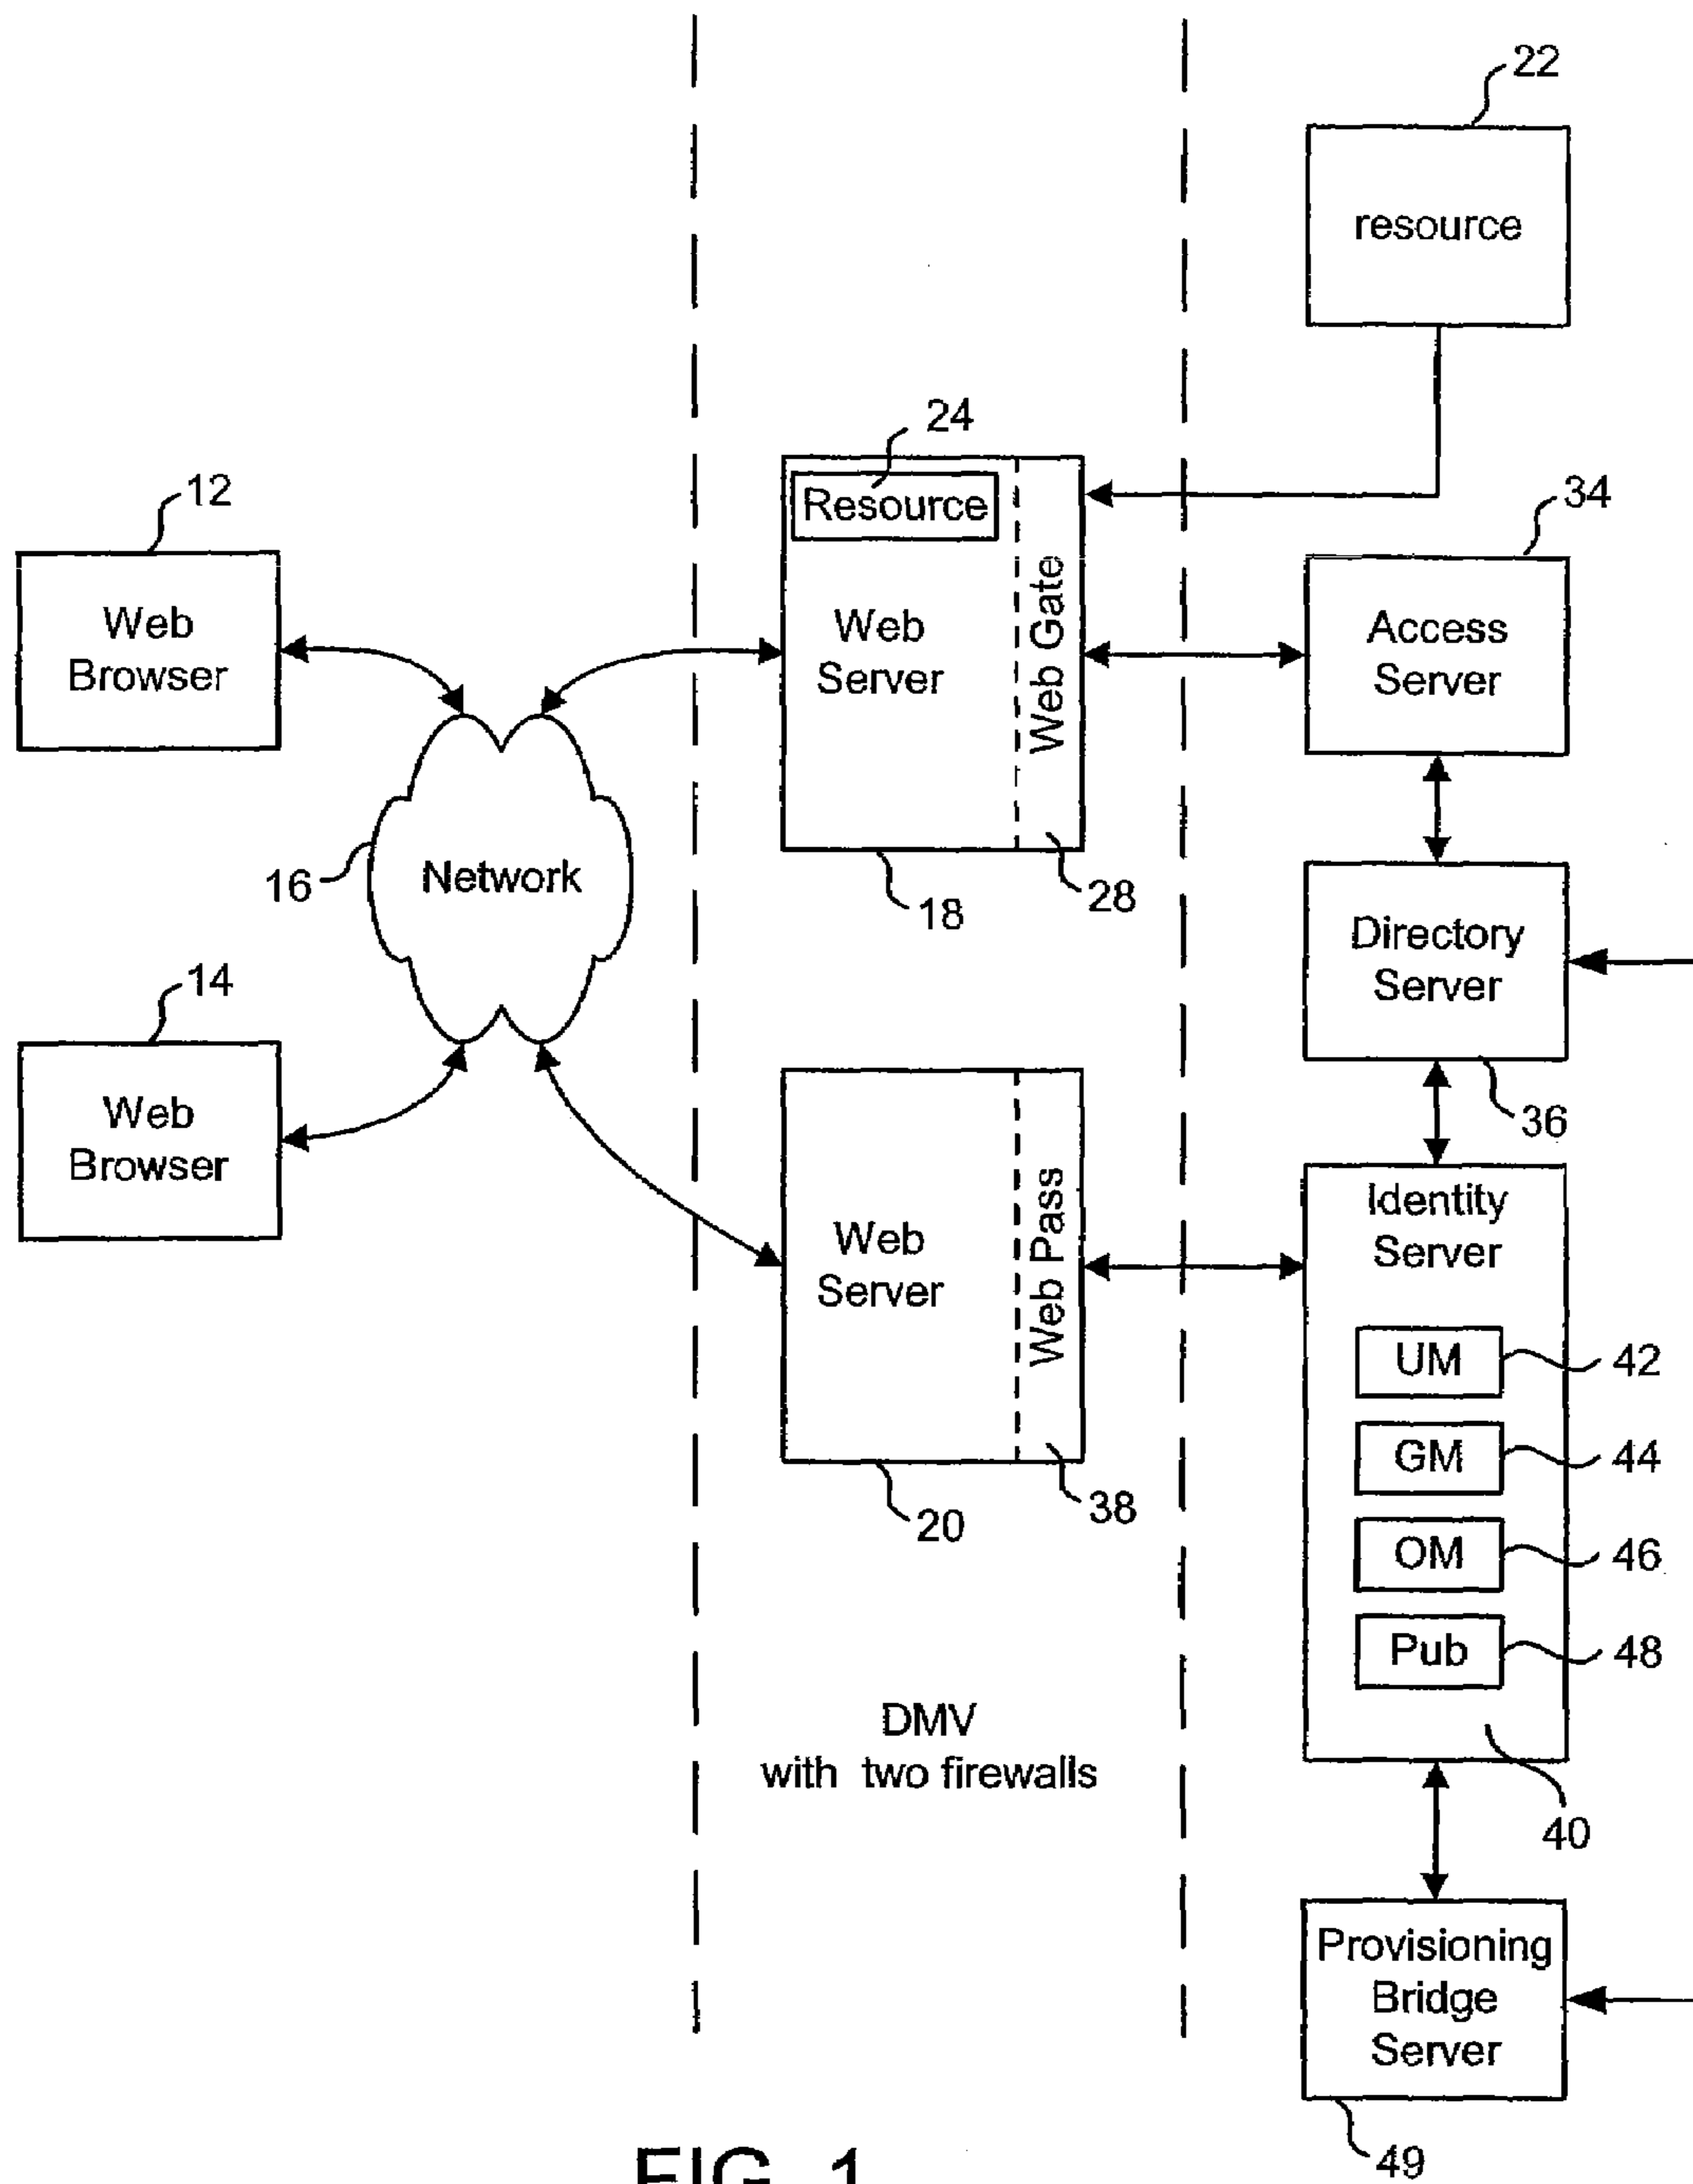 22
resource
24
Resource
12
34
Web
Browser
Web
Server
Web Gate
Access
Server
16
Network
18
28
Directory
Server
14
36
Web
Browser
Web
Server
Web Pass
Identity
Server
UM
42
GM
44
OM
46
Pub
48
20
38
DMV
with two firewalls
40
Provisioning
Bridge
Server
49
FIG. 1